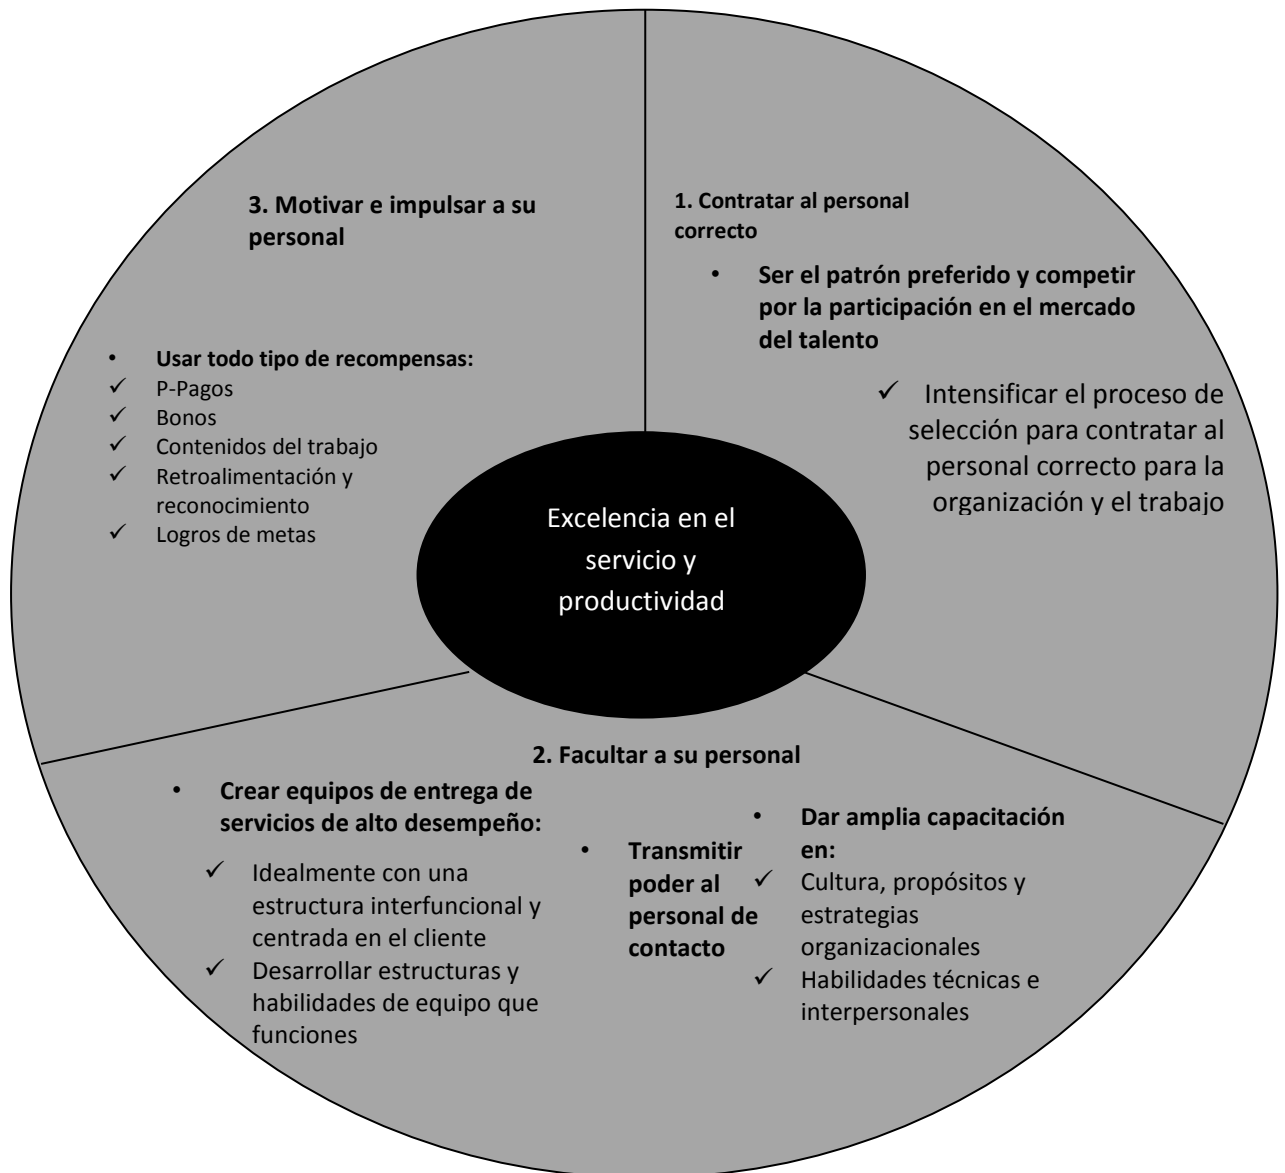 3. Motivar e impulsar a su
personal
• Usar todo tipo de recompensas:
✓ P-Pagos
✓ Bonos
✓ Contenidos del trabajo
✓ Retroalimentación y
reconocimiento
✓ Logros de metas
1. Contratar al personal
correcto
• Ser el patrón preferido y competir
por la participación en el mercado
del talento
✓ Intensificar el proceso de
selección para contratar al
personal correcto para la
organización y el trabajo
Excelencia en el
servicio y
productividad
2. Facultar a su personal
• Crear equipos de entrega de
servicios de alto desempeño:
✓ Idealmente con una
estructura interfuncional y
centrada en el cliente
✓ Desarrollar estructuras y
habilidades de equipo que
funciones
• Transmitir
poder al
personal de
contacto
• Dar amplia capacitación
en:
✓ Cultura, propósitos y
estrategias
organizacionales
✓ Habilidades técnicas e
interpersonales